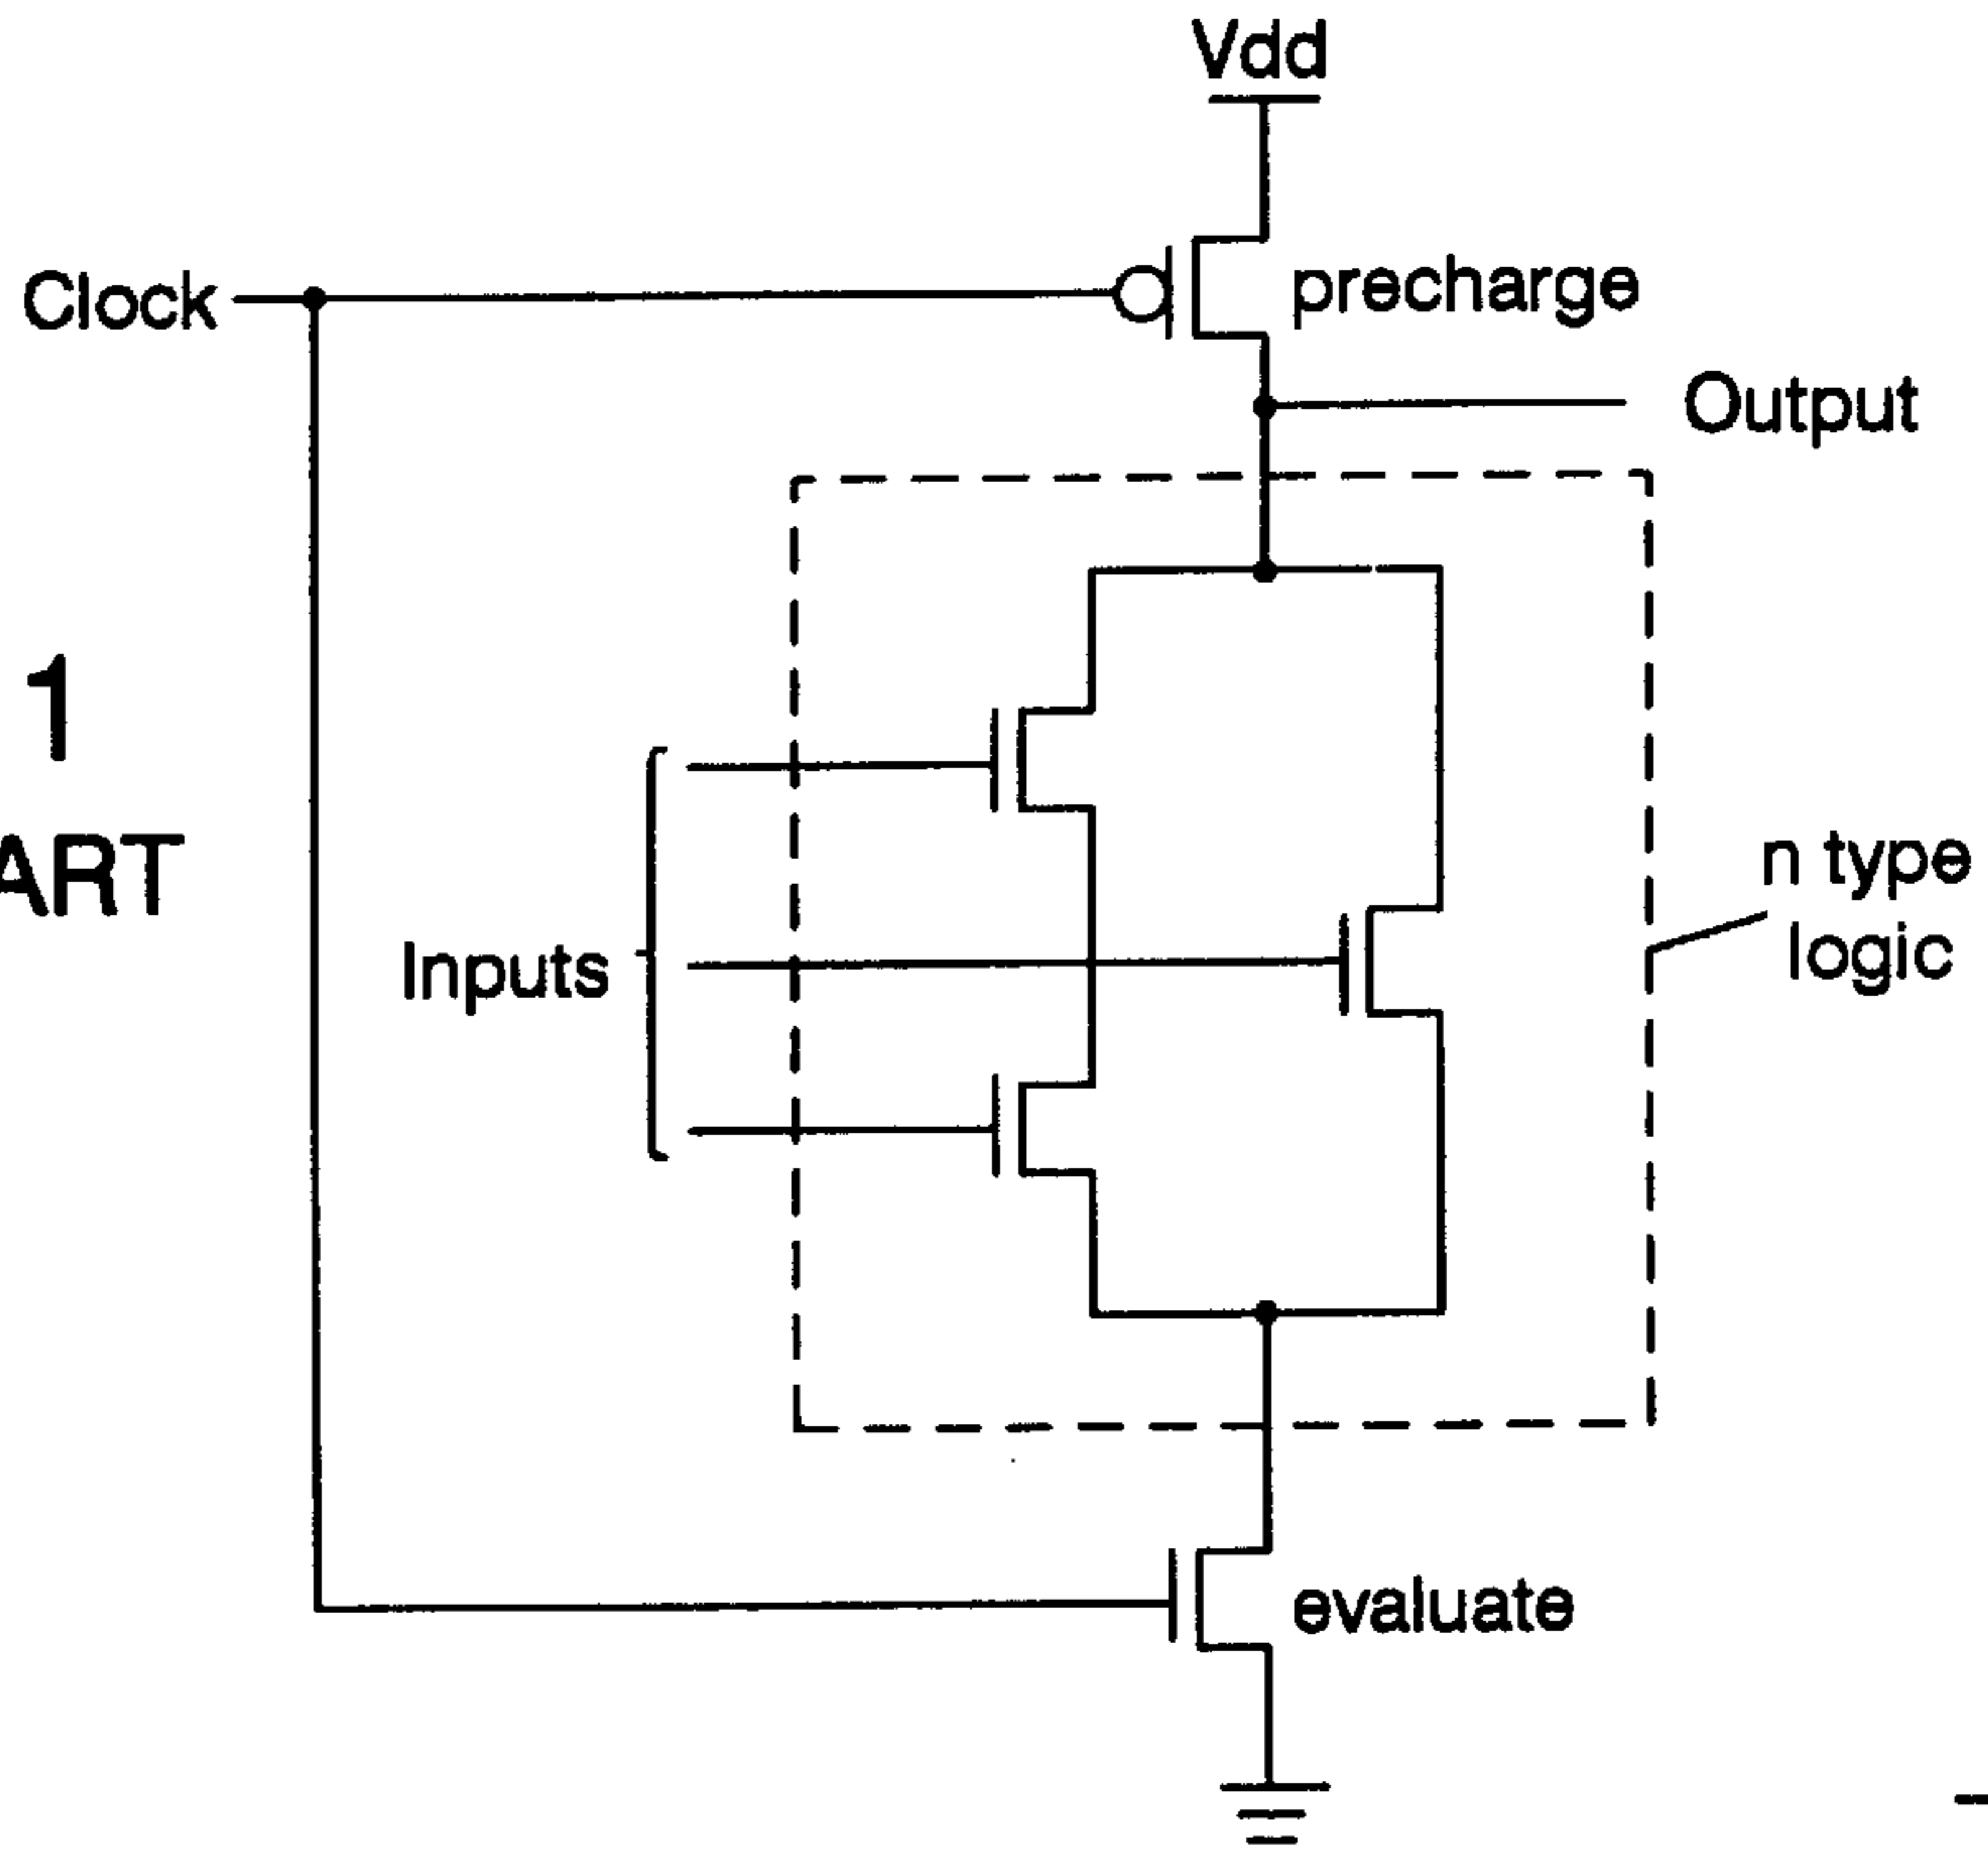 Vdd
Clock
precharge
Output
1
ART
n type
logic
Inputs
evaluate